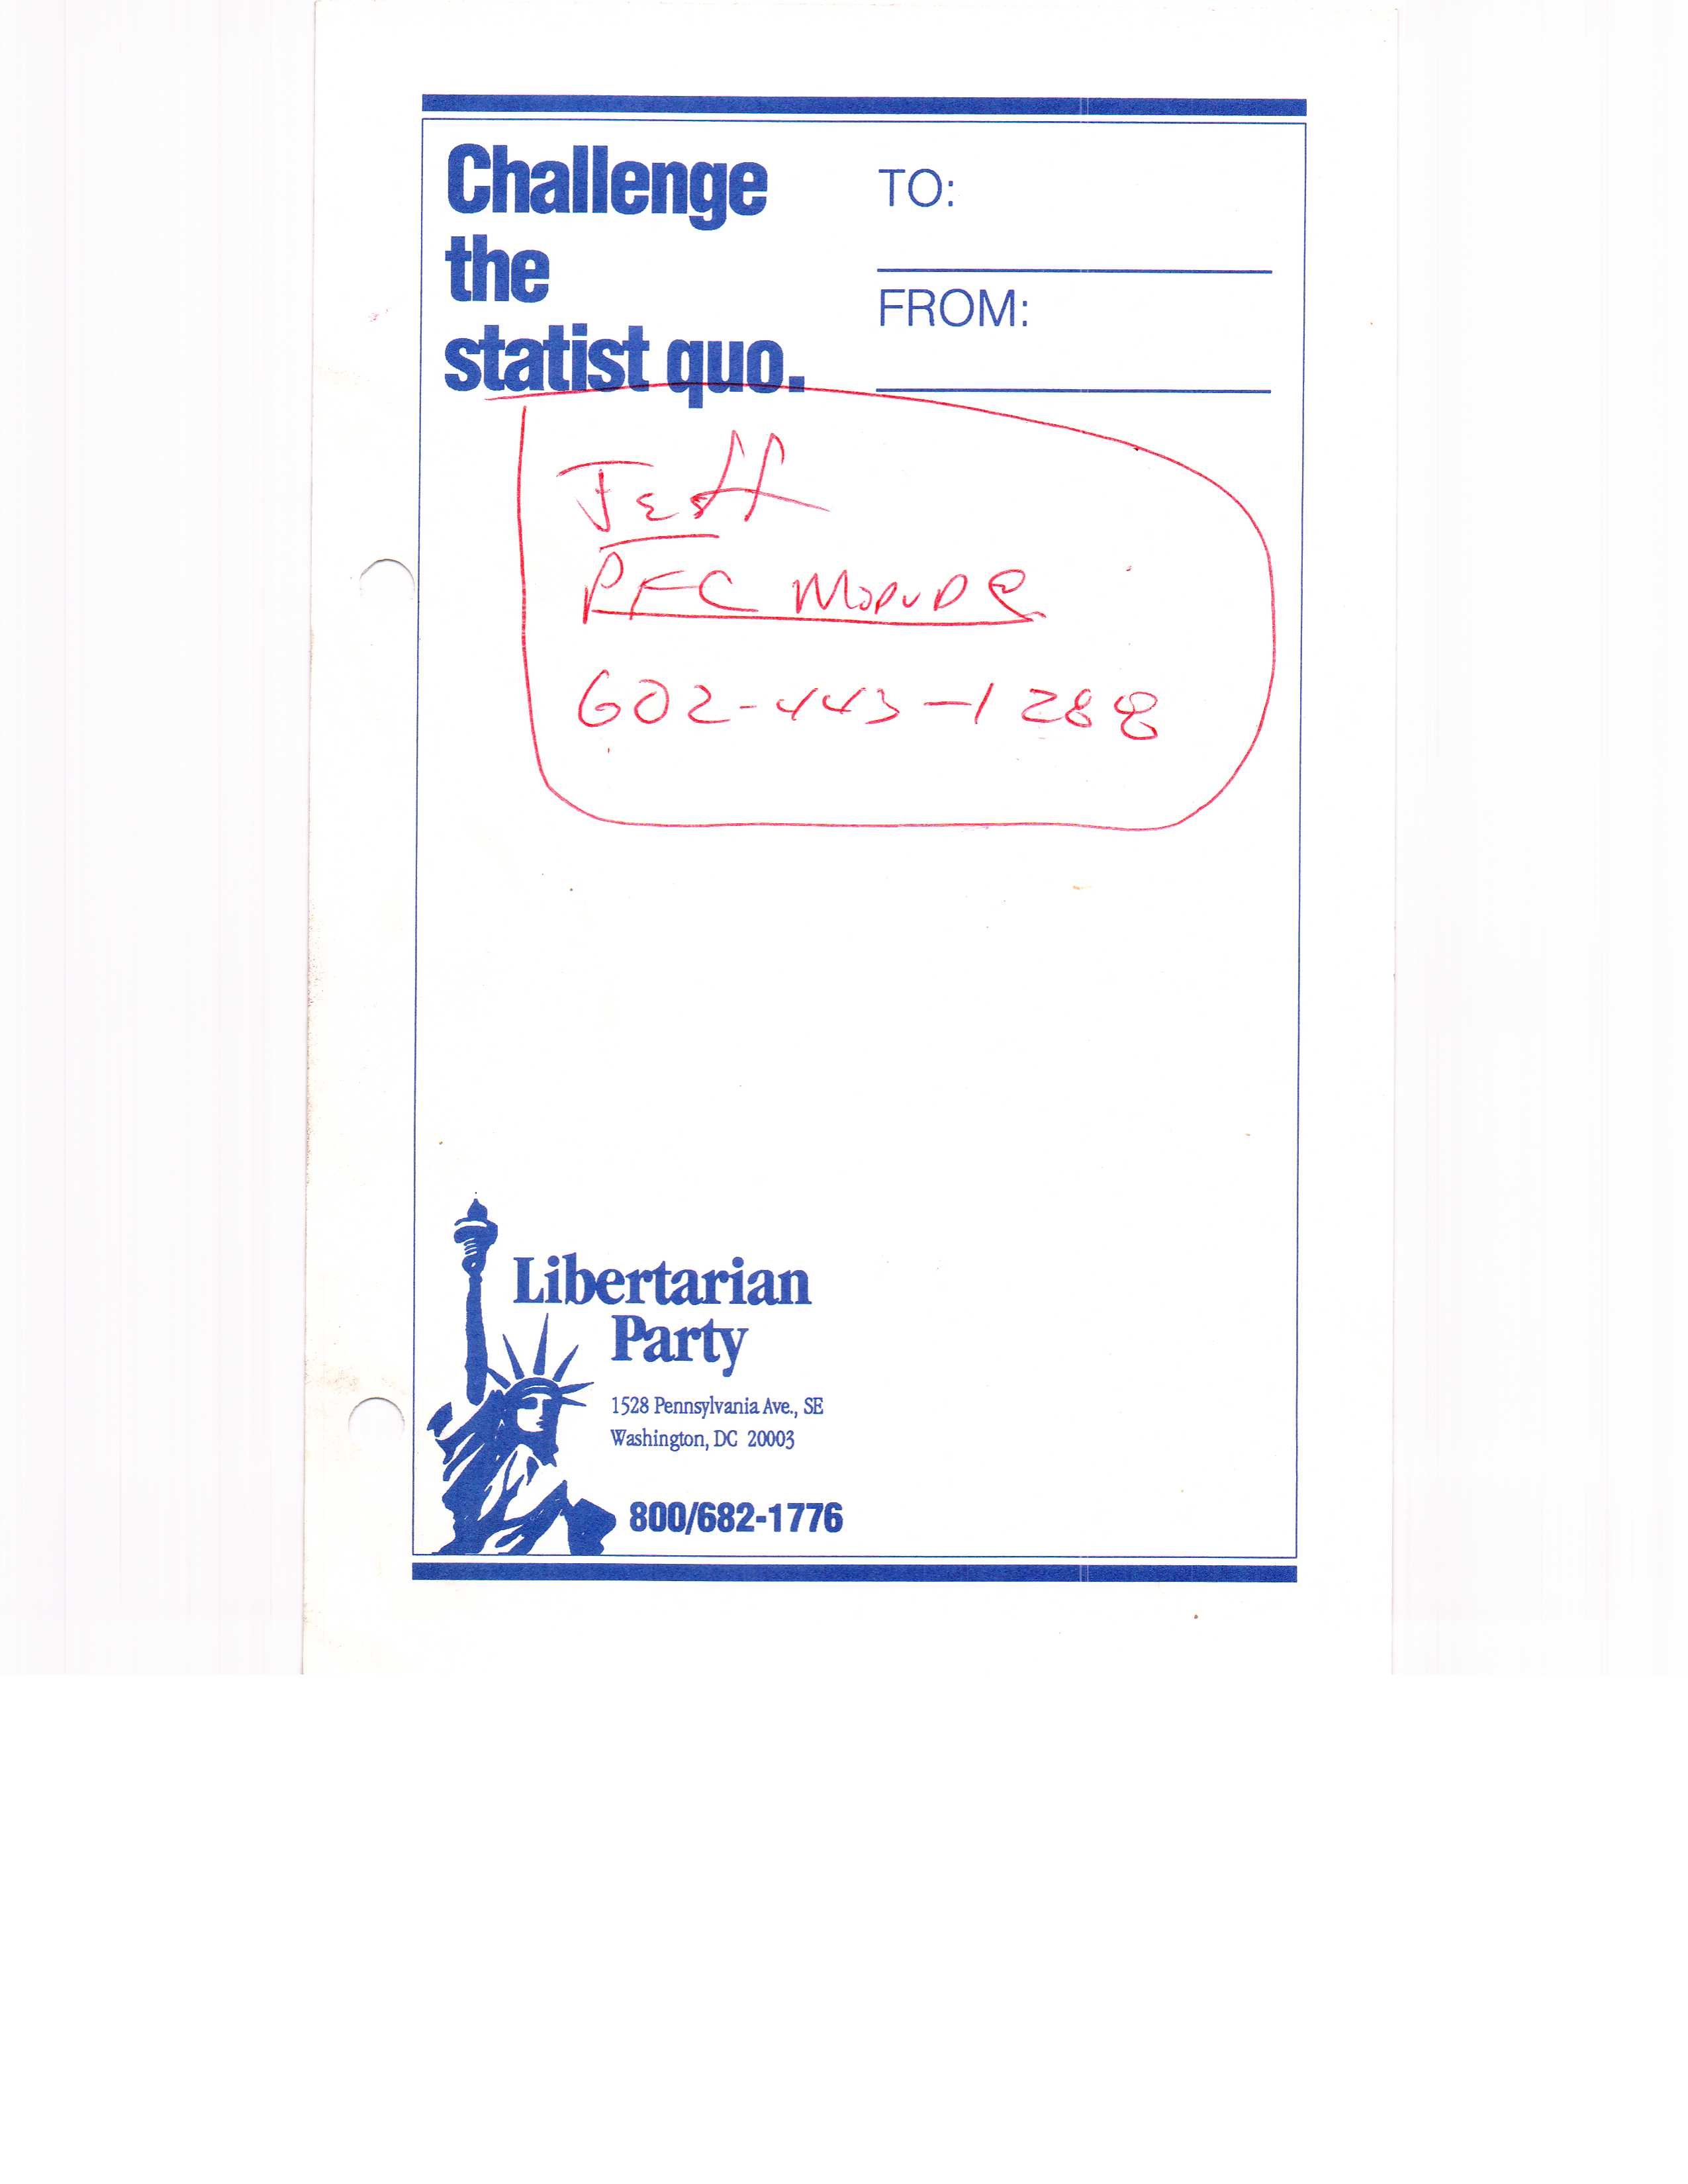 Challenge
the
statist quo.
TO:
FROM:
Jeff
PFC
602-443-1288
Libertarian
Party
1528 Pennsylvania Ave., SE
Washington, DC 20003
800/682-1776